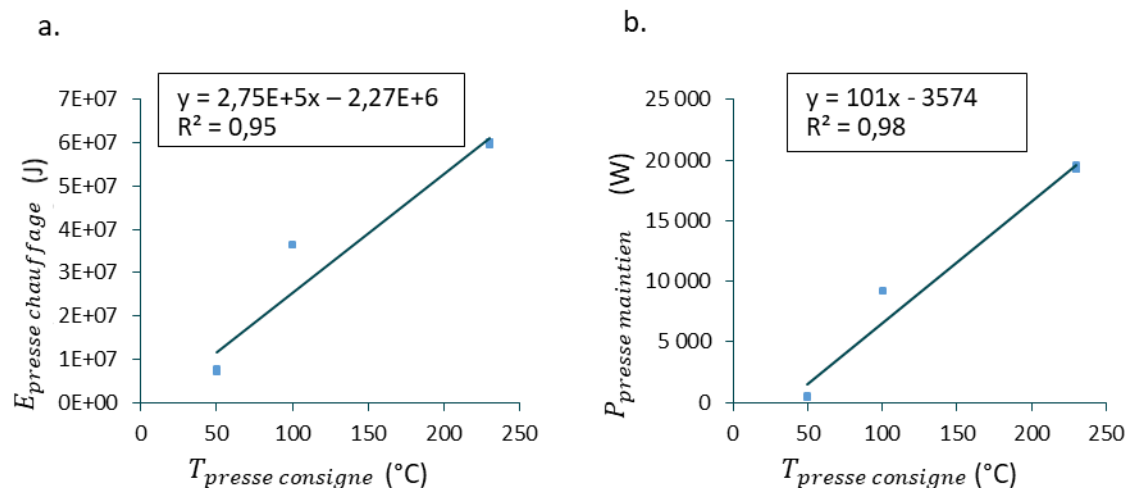 a.
y = 2,75E+5x – 2,27E+6
R² = 0,95
E presse chauffage (J)
7E+07
6E+07
5E+07
4E+07
3E+07
2E+07
1E+07
0E+00
0 50 100 150 200 250
T presse consigne (°C)
b.
y = 101x - 3574
R² = 0,98
P presse maintien (W)
25 000
20 000
15 000
10 000
5 000
0
0 50 100 150 200 250
T presse consigne (°C)